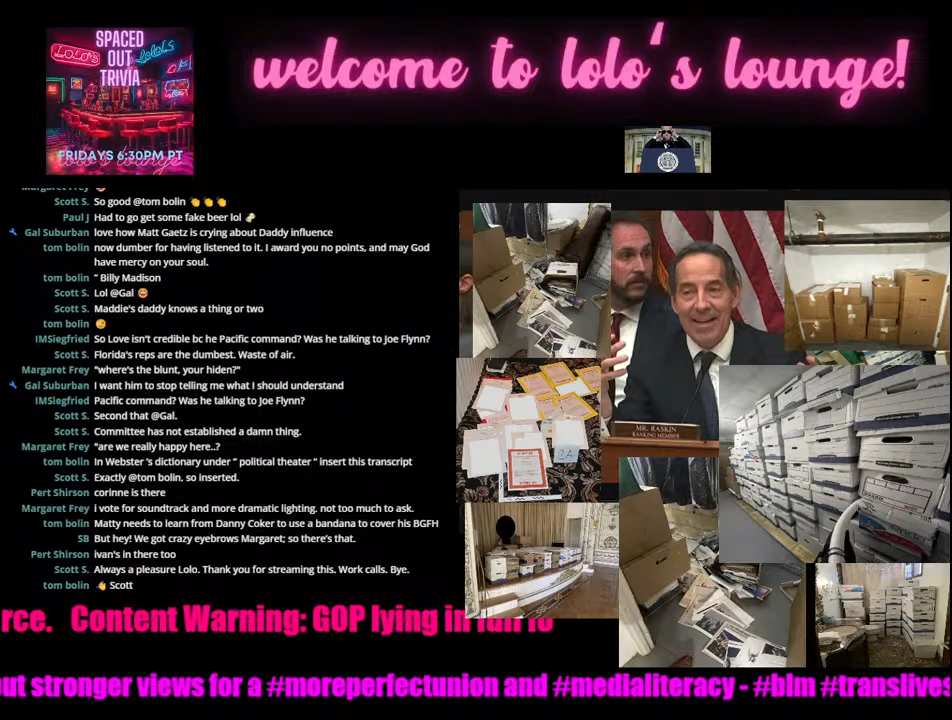 SPACED
OUT
TRIVIA
LOLO'S
lolo's
FRIDAYS 6:30PM PT
lolo's lounge
welcome to lolo's lounge!
Margaret Frey
Scott S. So good @tom bolin 👏👏👏
Paul J Had to go get some fake beer lol
Gal Suburban love how Matt Gaetz is crying about Daddy influence
tom bolin now dumber for having listened to it. I award you no points, and may God
have mercy on your soul.
tom bolin " Billy Madison
Scott S. Lol @Gal
Scott S. Maddie's daddy knows a thing or two
tom bolin
IMSiegfried So Love isn't credible bc he Pacific command? Was he talking to Joe Flynn?
Scott S. Florida's reps are the dumbest. Waste of air.
Margaret Frey "where's the blunt, your hiden?"
Gal Suburban I want him to stop telling me what I should understand
IMSiegfried Pacific command? Was he talking to Joe Flynn?
Scott S. Second that @Gal.
Scott S. Committee has not established a damn thing.
Margaret Frey "are we really happy here..?
tom bolin In Webster 's dictionary under " political theater " insert this transcript
Scott S. Exactly @tom bolin, so inserted.
Pert Shirson corinne is there
Margaret Frey i vote for soundtrack and more dramatic lighting. not too much to ask.
tom bolin Matty needs to learn from Danny Coker to use a bandana to cover his BGFH
SB But hey! We got crazy eyebrows Margaret; so there's that.
Pert Shirson ivan's in there too
Scott S. Always a pleasure Lolo. Thank you for streaming this. Work calls. Bye.
tom bolin 👋 Scott
MR. RASKIN
RANKING MEMBER
2A
rce. Content Warning: GOP lying in
out stronger views for a #moreperfectunion and #medialiteracy - #blm #translives